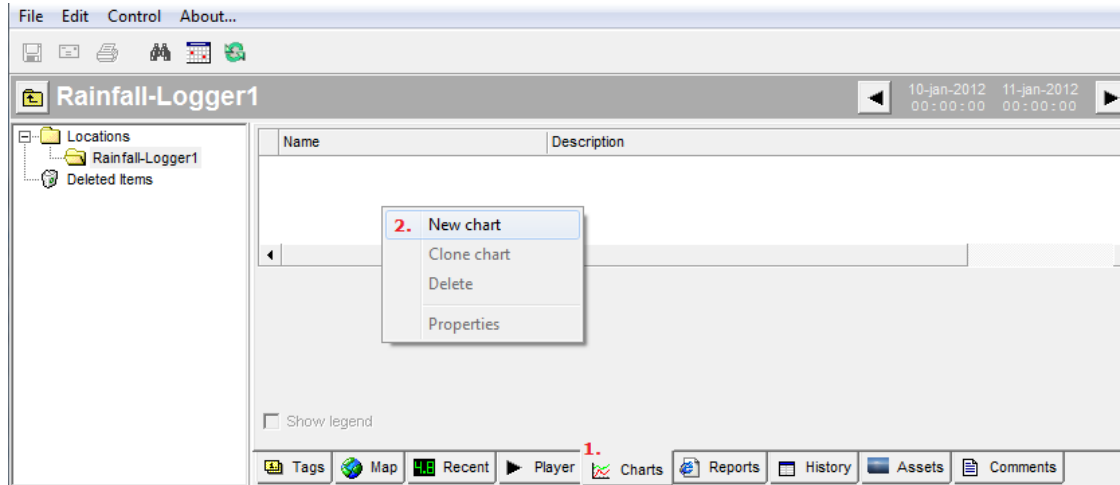 File Edit Control About...
Rainfall-Logger1
10-jan-2012 11-jan-2012
00:00:00 00:00:00
Locations
Rainfall-Logger1
Deleted Items
Name Description
2. New chart
Clone chart
Delete
Properties
Show legend
1.
Tags Map 4.8 Recent Player Charts Reports History Assets Comments